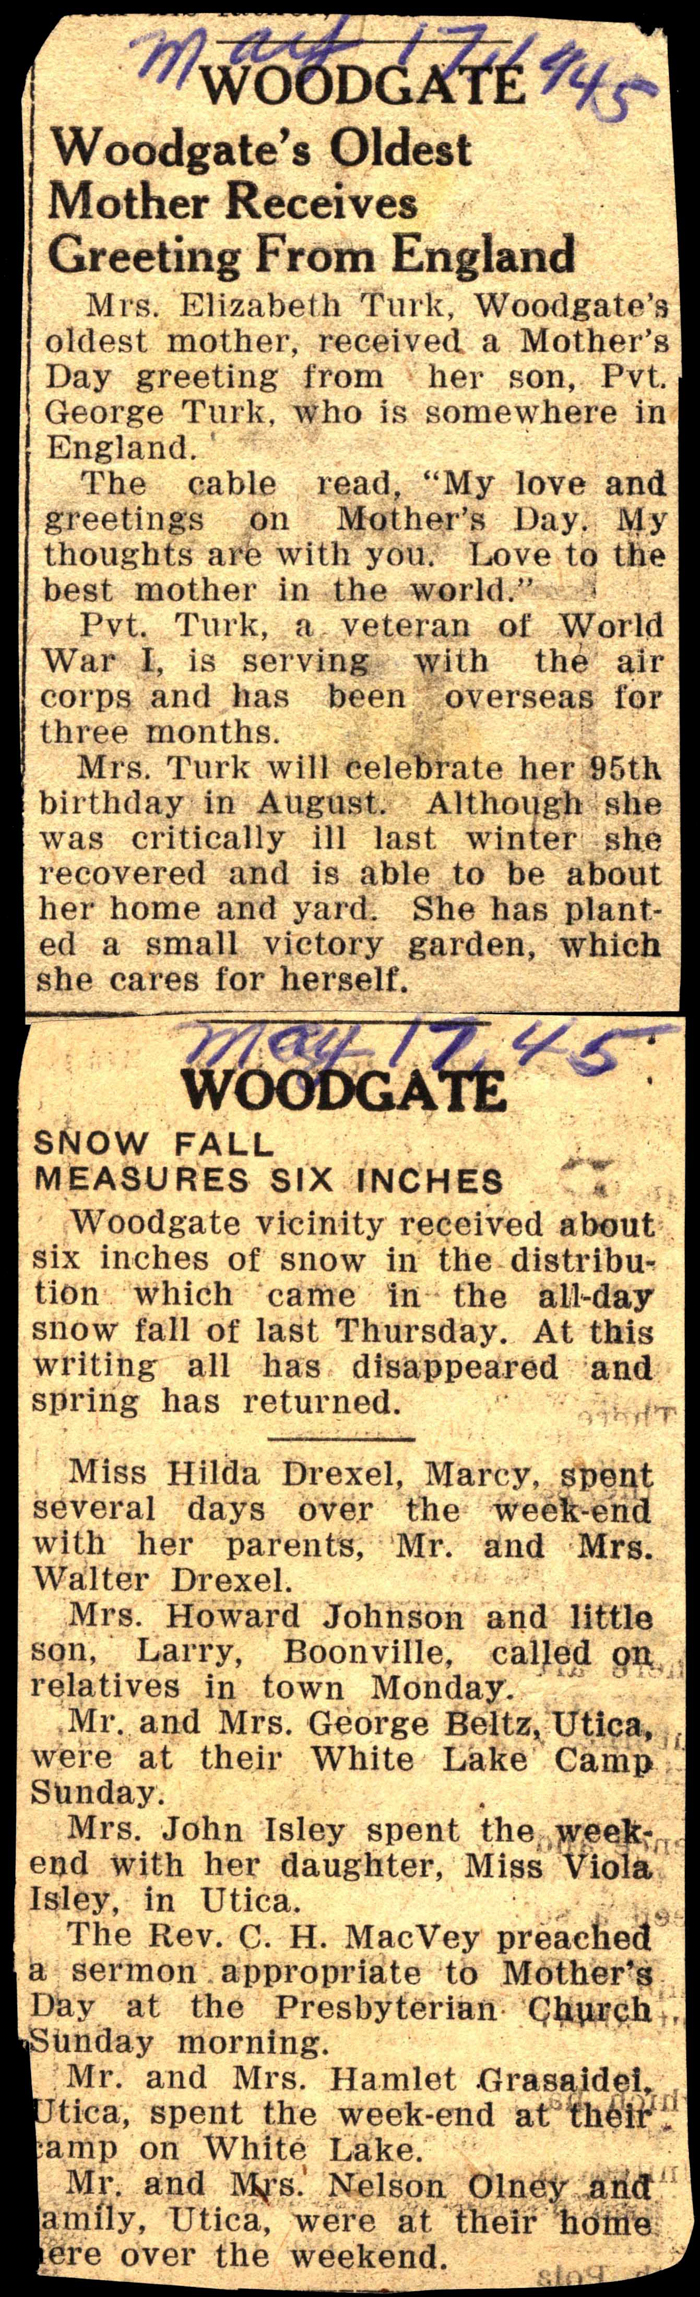 May 17, 1945
WOODGATE
Woodgate's Oldest
Mother Receives
Greeting From England
Mrs. Elizabeth Turk, Woodgate's
oldest mother, received a Mother's
Day greeting from her son, Pvt.
George Turk, who is somewhere in
England.
The cable read, "My love and
greetings on Mother's Day. My
thoughts are with you. Love to the
best mother in the world."
Pvt. Turk, a veteran of World
War I, is serving with the air
corps and has been overseas for
three months.
Mrs. Turk will celebrate her 95th
birthday in August. Although she
was critically ill last winter she
recovered and is able to be about
her home and yard. She has plant-
ed a small victory garden, which
she cares for herself.
May 17, 45
WOODGATE
SNOW FALL
MEASURES SIX INCHES
Woodgate vicinity received about
six inches of snow in the distribu-
tion which came in the all-day
snow fall of last Thursday. At this
writing all has disappeared and
spring has returned.
Miss Hilda Drexel, Marcy, spent
several days over the week-end
with her parents, Mr. and Mrs.
Walter Drexel.
Mrs. Howard Johnson and little
son, Larry, Boonville, called on
relatives in town Monday.
Mr. and Mrs. George Beltz, Utica,
were at their White Lake Camp
Sunday.
Mrs. John Isley spent the week-
end with her daughter, Miss Viola
Isley, in Utica.
The Rev. C. H. MacVey preached
a sermon appropriate to Mother's
Day at the Presbyterian Church
Sunday morning.
Mr. and Mrs. Hamlet Grasaidei,
Utica, spent the week-end at their
camp on White Lake.
Mr. and Mrs. Nelson Olney and
amily, Utica, were at their home
ere over the weekend.